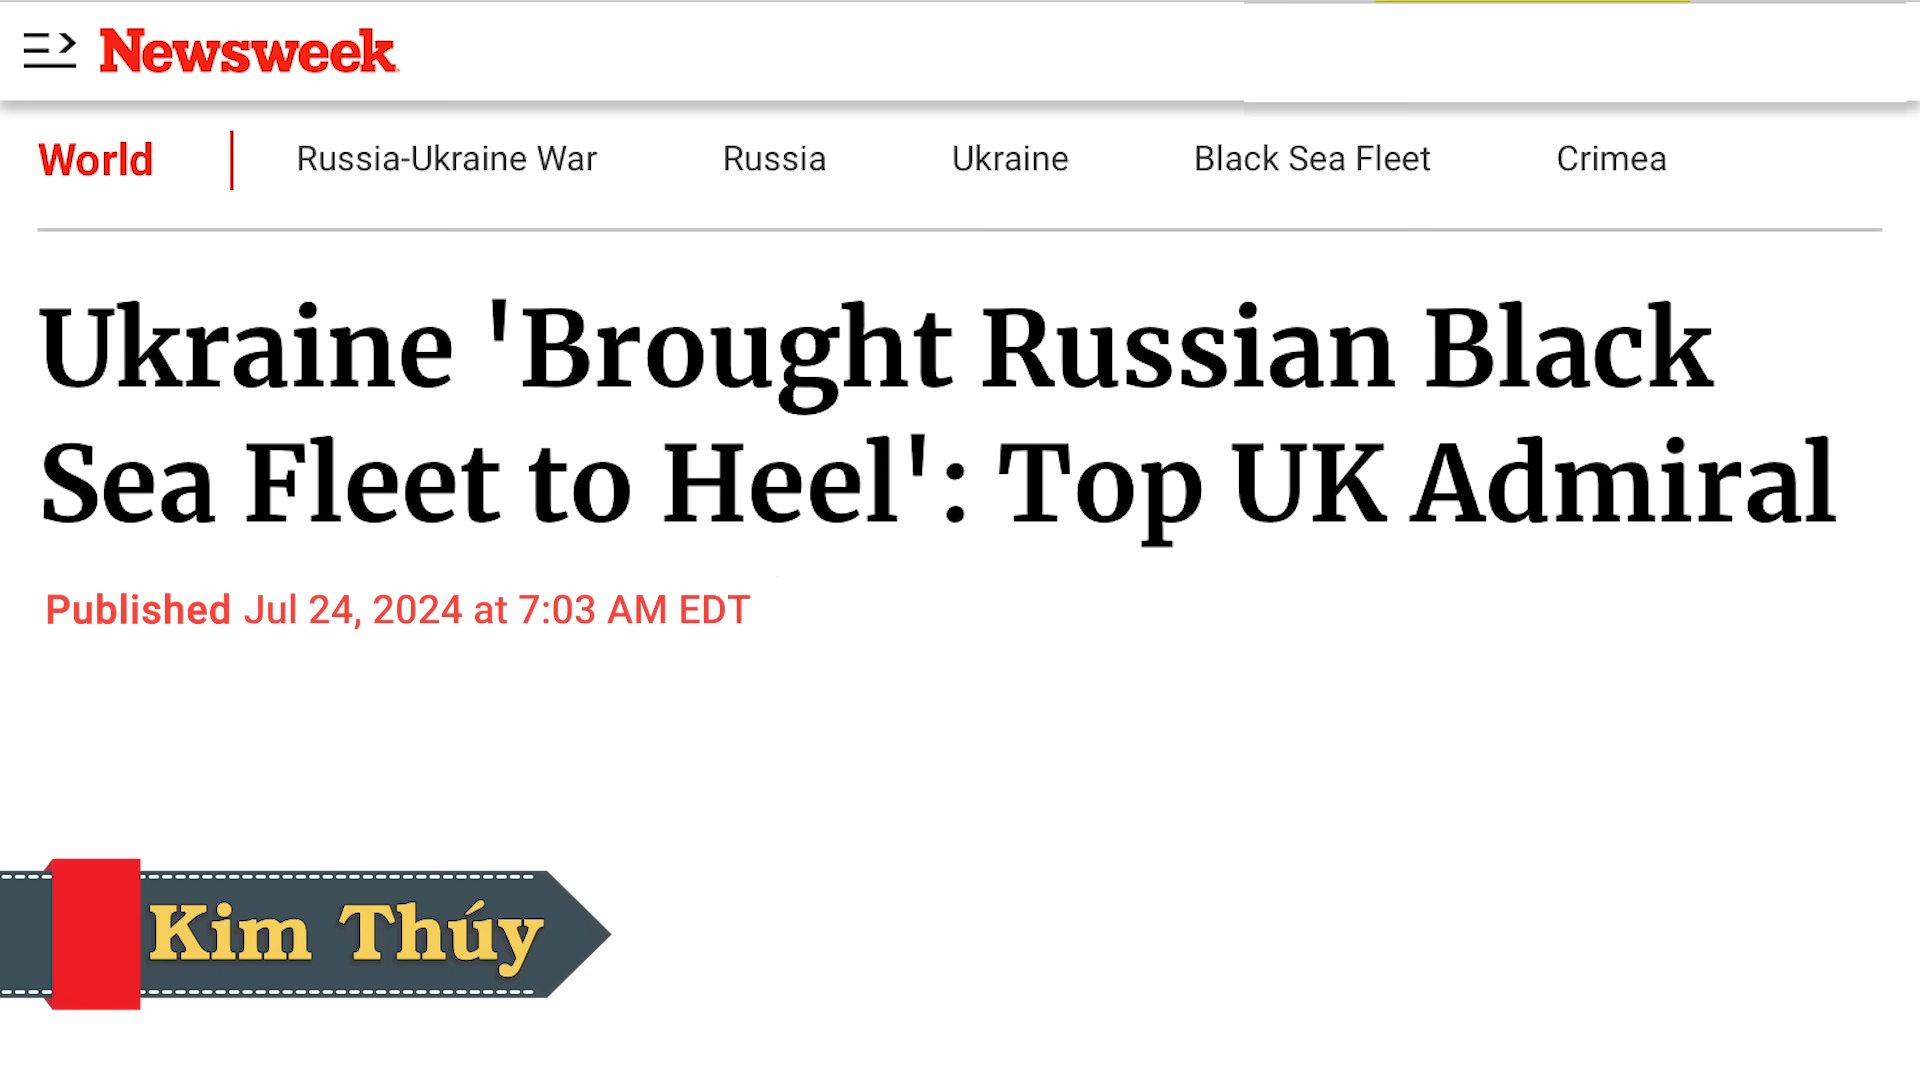 Newsweek
World Russia-Ukraine War Russia Ukraine Black Sea Fleet Crimea
Ukraine 'Brought Russian Black
Sea Fleet to Heel': Top UK Admiral
Published Jul 24, 2024 at 7:03 AM EDT
Kim Thúy